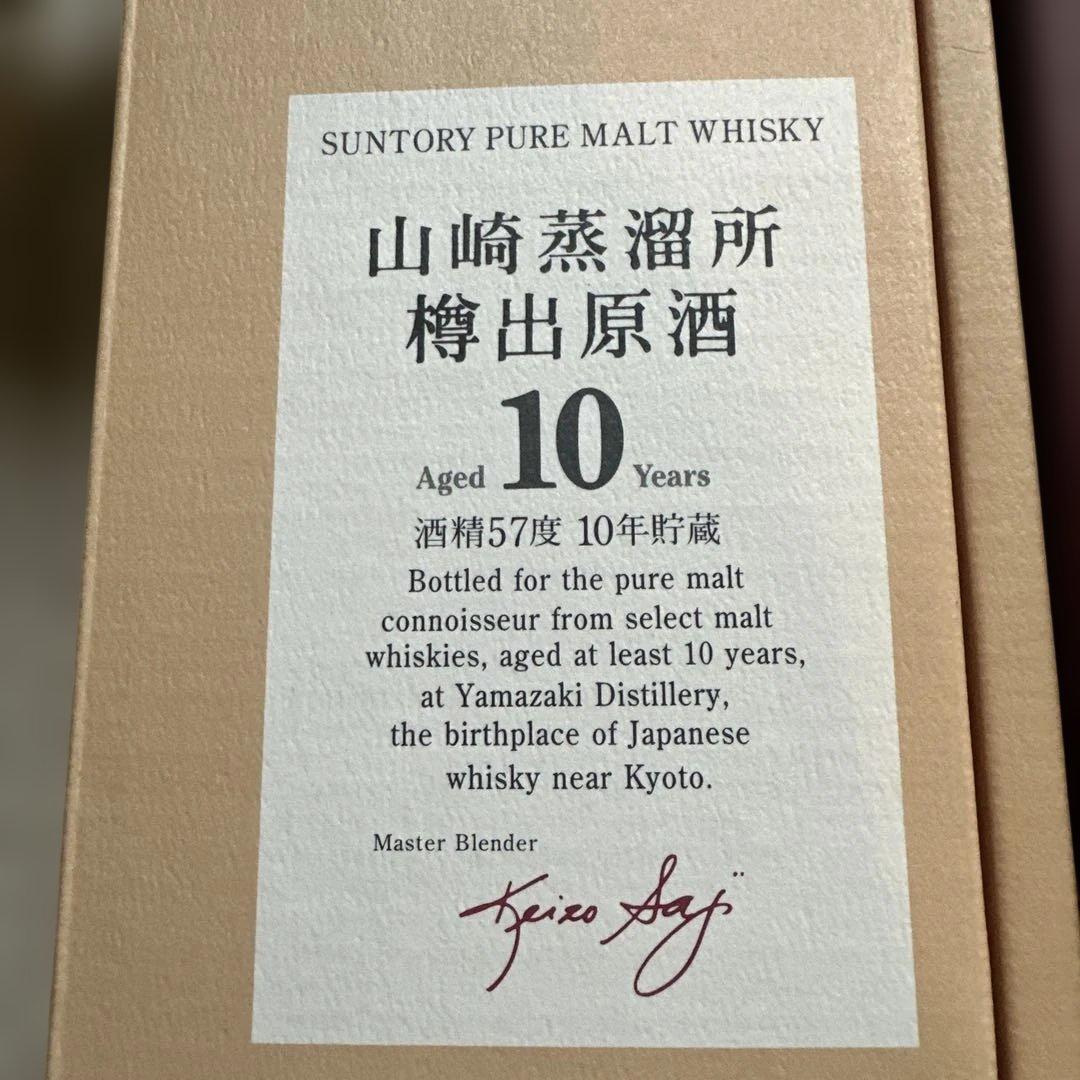 SUNTORY PURE MALT WHISKY
山崎蒸溜所
樽出原酒
Aged 10 Years
酒精57度 10年貯蔵
Bottled for the pure malt
connoisseur from select malt
whiskies, aged at least 10 years,
at Yamazaki Distillery,
the birthplace of Japanese
whisky near Kyoto.
Master Blender
Keizo Saji